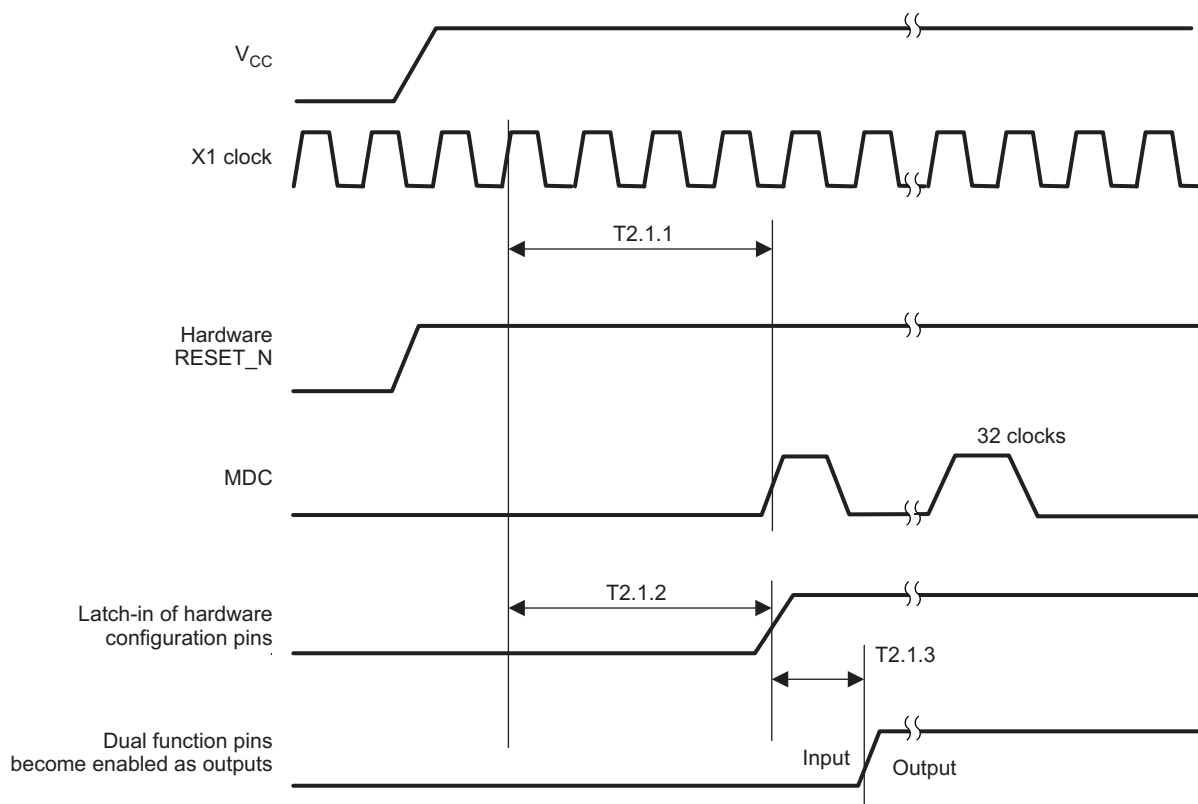 V_CC
X1 clock
T2.1.1
Hardware
RESET_N
32 clocks
MDC
T2.1.2
Latch-in of hardware
configuration pins
T2.1.3
Dual function pins
become enabled as outputs
Input
Output